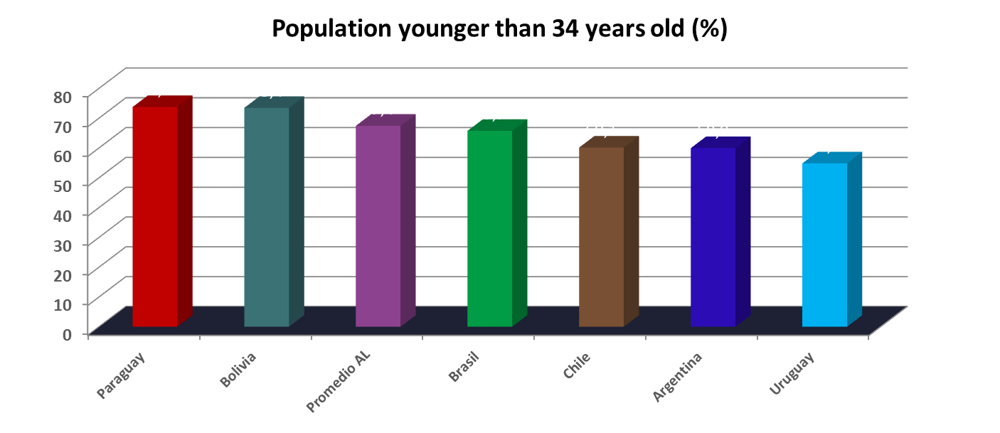 Population younger than 34 years old (%)
80
70
60
50
40
30
20
10
0
Paraguay
Bolivia
Promedio AL
Brasil
Chile
Argentina
Uruguay